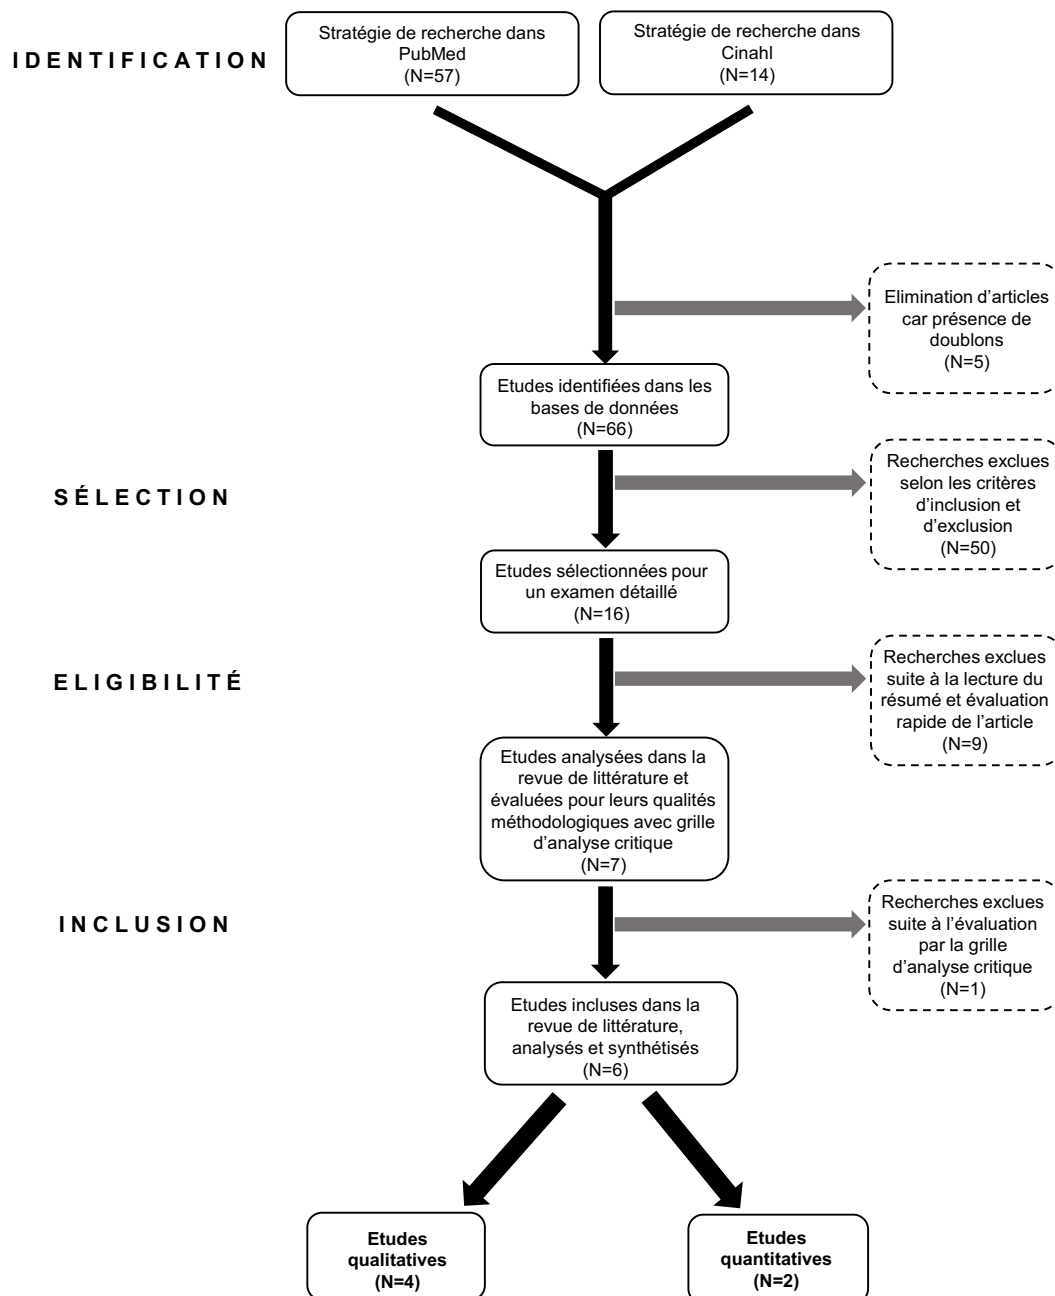 IDENTIFICATION
Stratégie de recherche dans
PubMed
(N=57)
Stratégie de recherche dans
Cinahl
(N=14)
Elimination d’articles
car présence de
doublons
(N=5)
Etudes identifiées dans les
bases de données
(N=66)
SÉLECTION
Recherches exclues
selon les critères
d’inclusion et
d’exclusion
(N=50)
Etudes sélectionnées pour
un examen détaillé
(N=16)
ELIGIBILITÉ
Recherches exclues
suite à la lecture du
résumé et évaluation
rapide de l’article
(N=9)
Etudes analysées dans la
revue de littérature et
évaluées pour leurs qualités
méthodologiques avec grille
d’analyse critique
(N=7)
INCLUSION
Recherches exclues
suite à l’évaluation
par la grille
d’analyse critique
(N=1)
Etudes incluses dans la
revue de littérature,
analysés et synthétisés
(N=6)
Etudes
qualitatives
(N=4)
Etudes
quantitatives
(N=2)